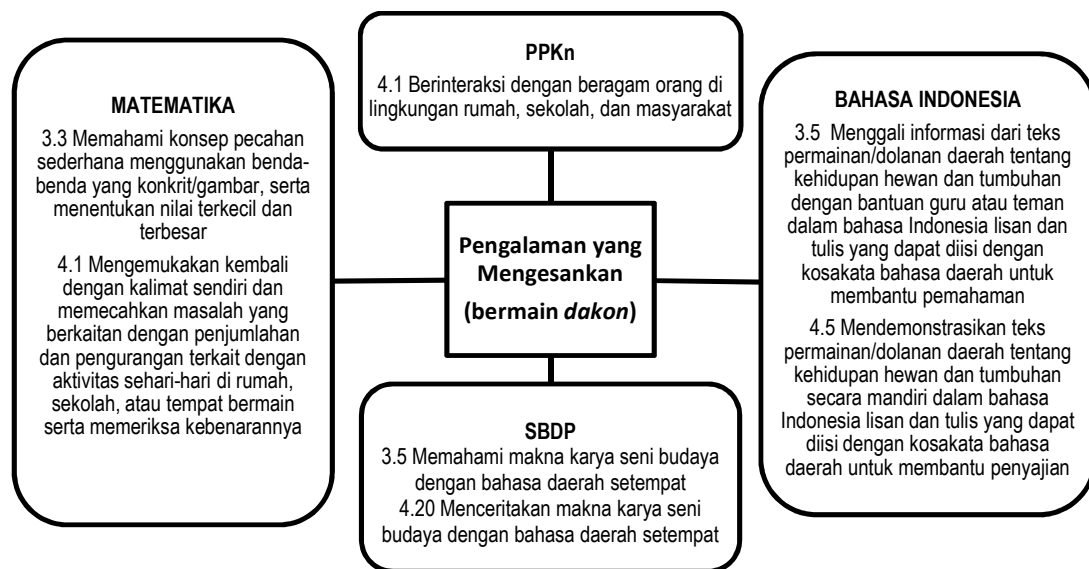 PPKn
4.1 Berinteraksi dengan beragam orang di
lingkungan rumah, sekolah, dan masyarakat
MATEMATIKA
3.3 Memahami konsep pecahan
sederhana menggunakan benda-
benda yang konkrit/gambar, serta
menentukan nilai terkecil dan
terbesar
4.1 Mengemukakan kembali
dengan kalimat sendiri dan
memecahkan masalah yang
berkaitan dengan penjumlahan
dan pengurangan terkait dengan
aktivitas sehari-hari di rumah,
sekolah, atau tempat bermain
serta memeriksa kebenarannya
Pengalaman yang
Mengesankan
(bermain dakon)
BAHASA INDONESIA
3.5 Menggali informasi dari teks
permainan/dolanan daerah tentang
kehidupan hewan dan tumbuhan
dengan bantuan guru atau teman
dalam bahasa Indonesia lisan dan
tulis yang dapat diisi dengan
kosakata bahasa daerah untuk
membantu pemahaman
4.5 Mendemonstrasikan teks
permainan/dolanan daerah tentang
kehidupan hewan dan tumbuhan
secara mandiri dalam bahasa
Indonesia lisan dan tulis yang dapat
diisi dengan kosakata bahasa
daerah untuk membantu penyajian
SBDP
3.5 Memahami makna karya seni budaya
dengan bahasa daerah setempat
4.20 Menceritakan makna karya seni
budaya dengan bahasa daerah setempat